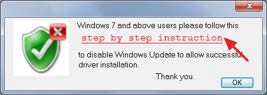 Windows 7 and above users please follow this
step by step instruction
to disable Windows Update to allow successful
driver installation.
Thank you.
OK